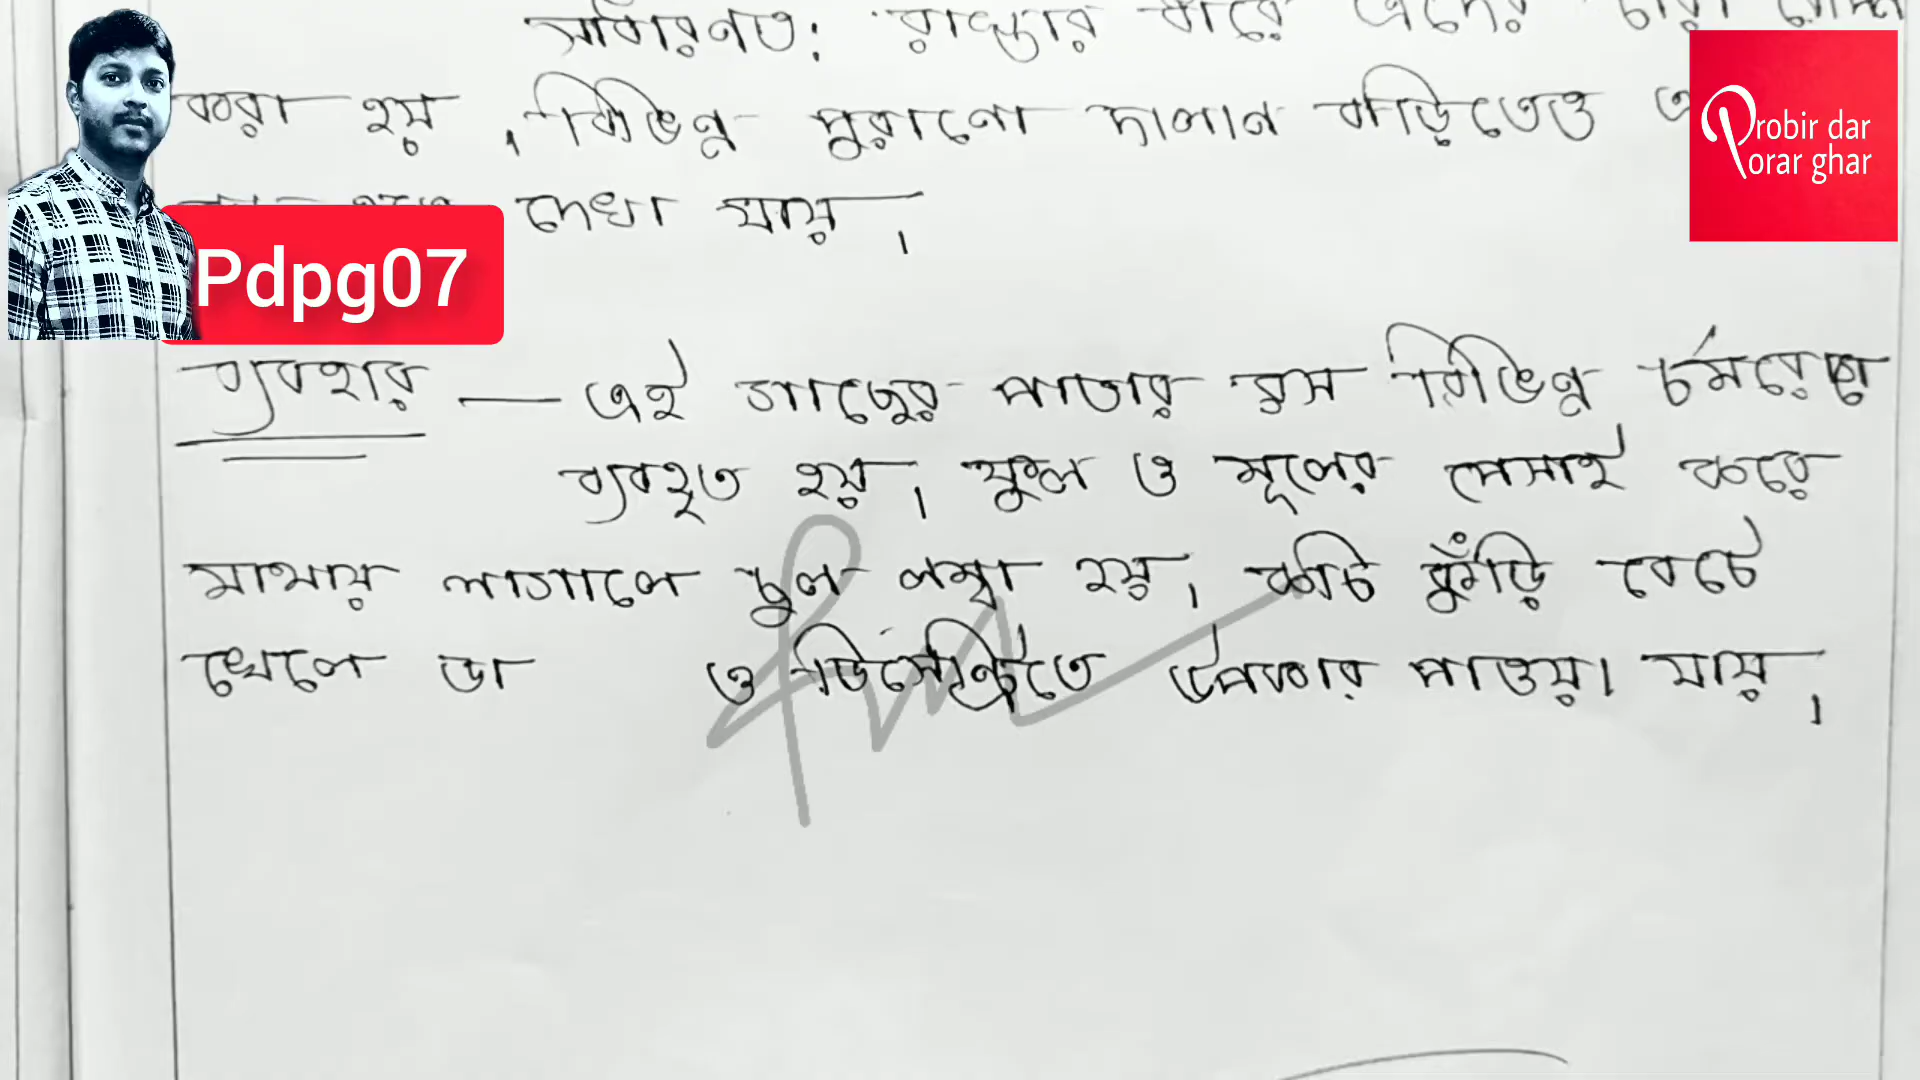 সাধারণত: রাস্তার ধারে এদের চারা রোপন
করা হয়। বিভিন্ন পুরানো দালান বাড়িতেও এ
দেখা যায়।
Probir dar
Porar ghar
Pdpg07
ব্যবহার — এই গাছের পাতার রস বিভিন্ন চর্মরোগে
ব্যবহৃত হয়। ফুল ও মূলের পেসাই করে
মাথায় লাগালে চুল লম্বা হয়। কচি কুঁড়ি বেটে
খেলে ডা ও ডিসেন্ট্রিতে উপকার পাওয়া যায়।